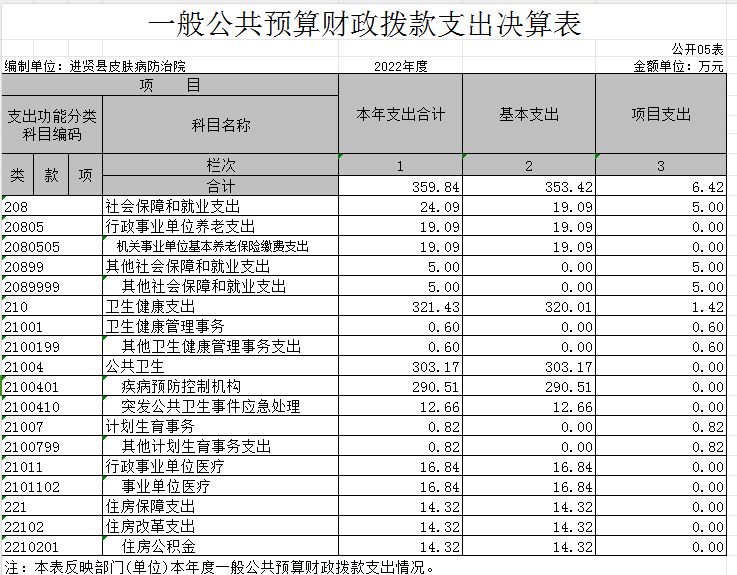 一般公共预算财政拨款支出决算表
公开05表
编制单位：进贤县皮肤病防治院 2022年度 金额单位：万元
项 目 本年支出合计 基本支出 项目支出
支出功能分类科目编码 科目名称
类 款 项 栏次 1 2 3
合计 359.84 353.42 6.42
208 社会保障和就业支出 24.09 19.09 5.00
20805 行政事业单位养老支出 19.09 19.09 0.00
2080505 机关事业单位基本养老保险缴费支出 19.09 19.09 0.00
20899 其他社会保障和就业支出 5.00 0.00 5.00
2089999 其他社会保障和就业支出 5.00 0.00 5.00
210 卫生健康支出 321.43 320.01 1.42
21001 卫生健康管理事务 0.60 0.00 0.60
2100199 其他卫生健康管理事务支出 0.60 0.00 0.60
21004 公共卫生 303.17 303.17 0.00
2100401 疾病预防控制机构 290.51 290.51 0.00
2100410 突发公共卫生事件应急处理 12.66 12.66 0.00
21007 计划生育事务 0.82 0.00 0.82
2100799 其他计划生育事务支出 0.82 0.00 0.82
21011 行政事业单位医疗 16.84 16.84 0.00
2101102 事业单位医疗 16.84 16.84 0.00
221 住房保障支出 14.32 14.32 0.00
22102 住房改革支出 14.32 14.32 0.00
2210201 住房公积金 14.32 14.32 0.00
注：本表反映部门(单位)本年度一般公共预算财政拨款支出情况。